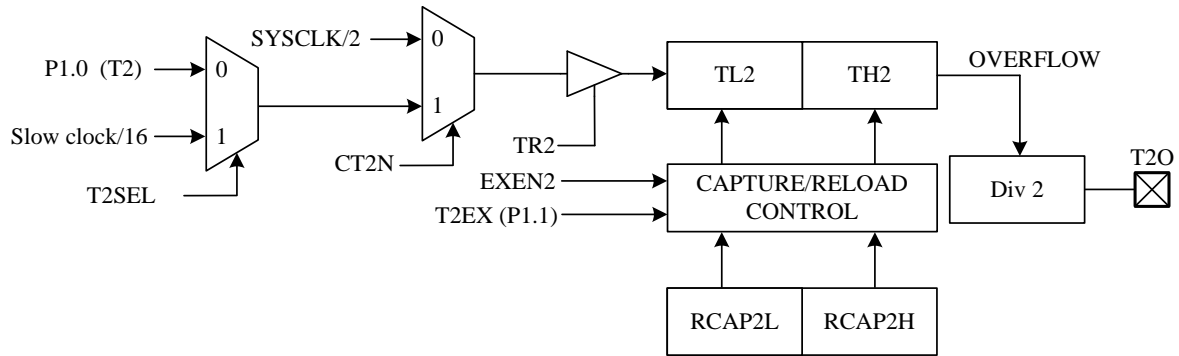 SYSCLK/2
0
P1.0 (T2)
0
TL2
TH2
OVERFLOW
1
Slow clock/16
1
TR2
CT2N
T2SEL
EXEN2
T2EX (P1.1)
CAPTURE/RELOAD
CONTROL
Div 2
T2O
RCAP2L
RCAP2H